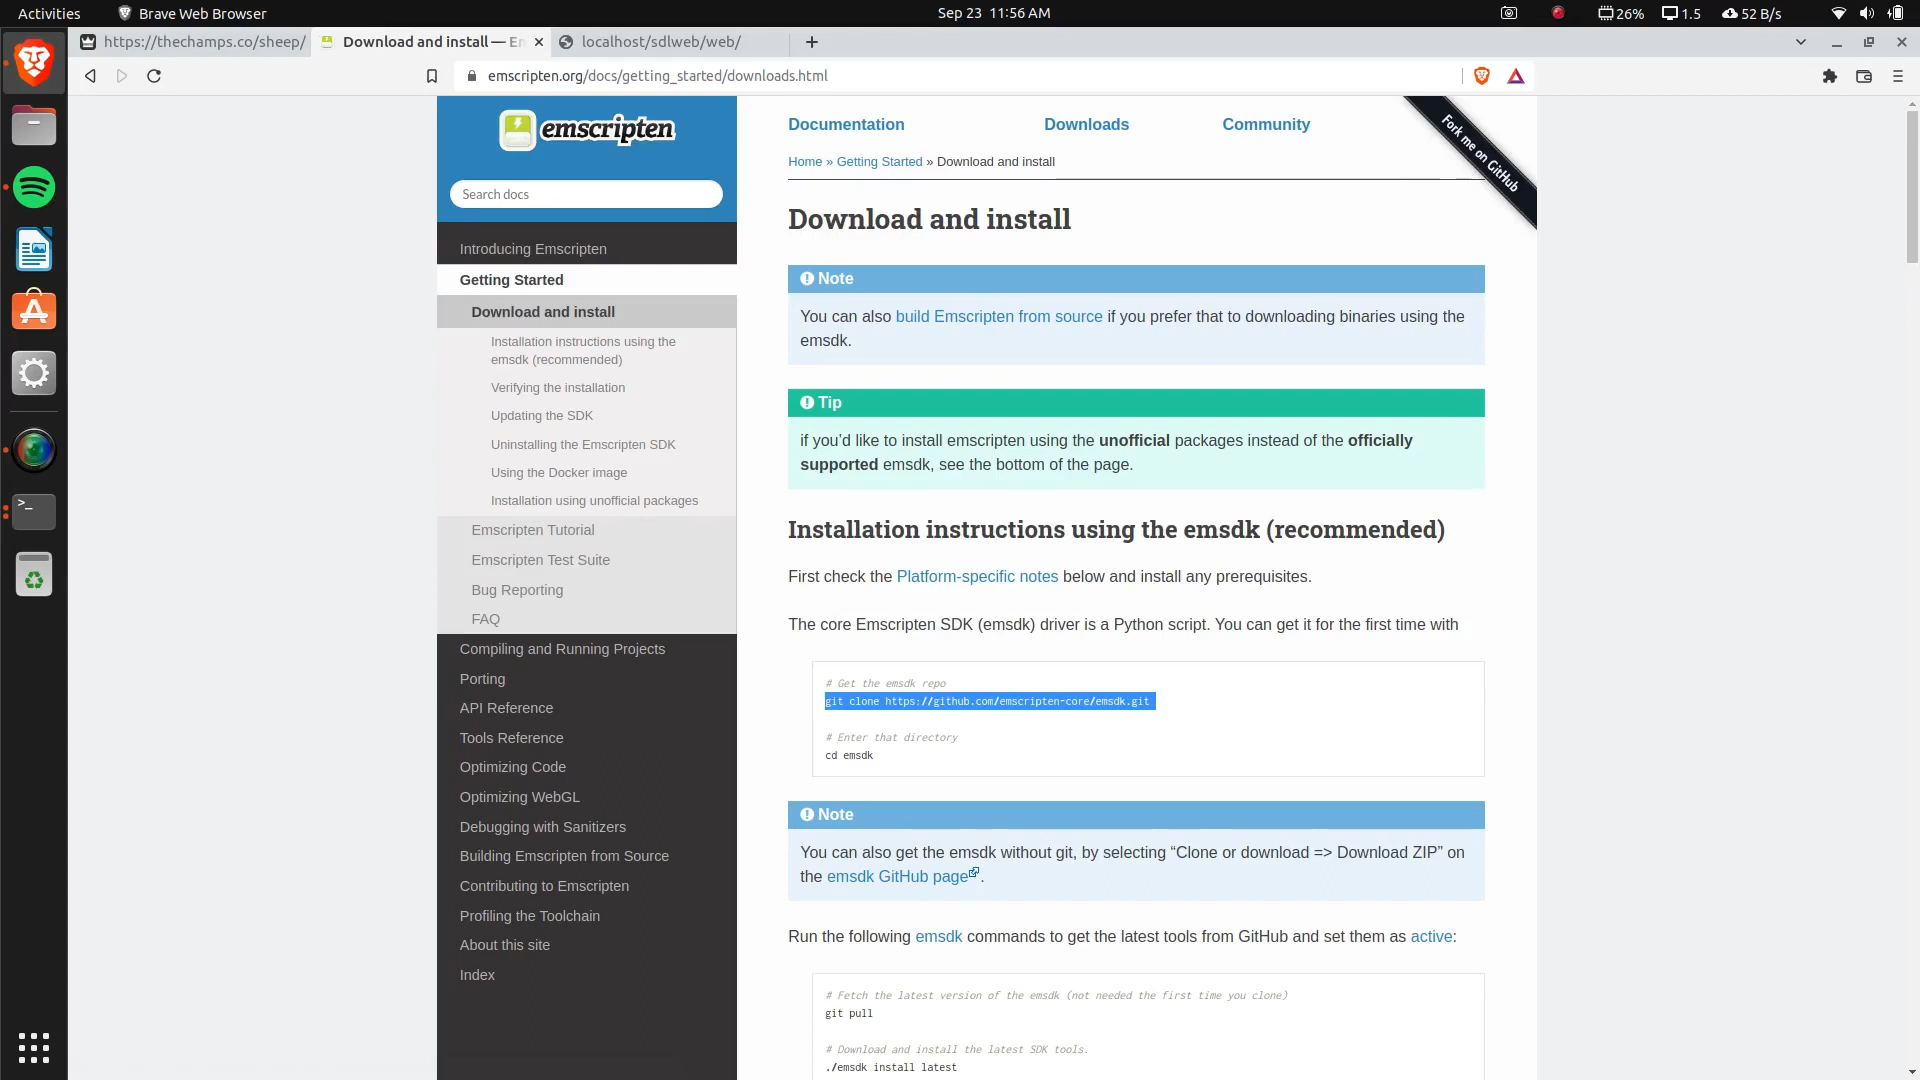 Activities
Brave Web Browser
Sep 23 11:56 AM
26%
1.5
52 B/s
https://thechamps.co/sheep/
Download and install — Em
localhost/sdlweb/web/
emscripten.org/docs/getting_started/downloads.html
emscripten
Search docs
Introducing Emscripten
Getting Started
Download and install
Installation instructions using the
emsdk (recommended)
Verifying the installation
Updating the SDK
Uninstalling the Emscripten SDK
Using the Docker image
Installation using unofficial packages
Emscripten Tutorial
Emscripten Test Suite
Bug Reporting
FAQ
Compiling and Running Projects
Porting
API Reference
Tools Reference
Optimizing Code
Optimizing WebGL
Debugging with Sanitizers
Building Emscripten from Source
Contributing to Emscripten
Profiling the Toolchain
About this site
Index
Documentation
Downloads
Community
Fork me on GitHub
Home » Getting Started » Download and install
Download and install
Note
You can also build Emscripten from source if you prefer that to downloading binaries using the
emsdk.
Tip
if you’d like to install emscripten using the unofficial packages instead of the officially
supported emsdk, see the bottom of the page.
Installation instructions using the emsdk (recommended)
First check the Platform-specific notes below and install any prerequisites.
The core Emscripten SDK (emsdk) driver is a Python script. You can get it for the first time with
# Get the emsdk repo
git clone https://github.com/emscripten-core/emsdk.git
# Enter that directory
cd emsdk
Note
You can also get the emsdk without git, by selecting “Clone or download => Download ZIP” on
the emsdk GitHub page.
Run the following emsdk commands to get the latest tools from GitHub and set them as active:
# Fetch the latest version of the emsdk (not needed the first time you clone)
git pull
# Download and install the latest SDK tools.
./emsdk install latest